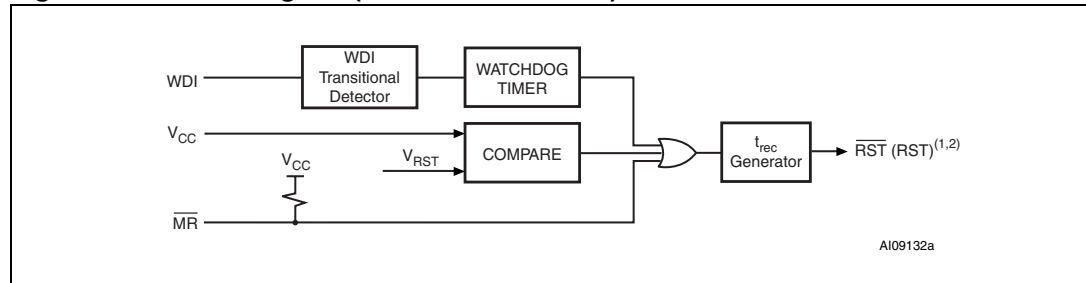 WDI
WDI
Transitional
Detector
WATCHDOG
TIMER
VCC
VRST
COMPARE
trec
Generator
RST (RST)(1,2)
VCC
MR
AI09132a